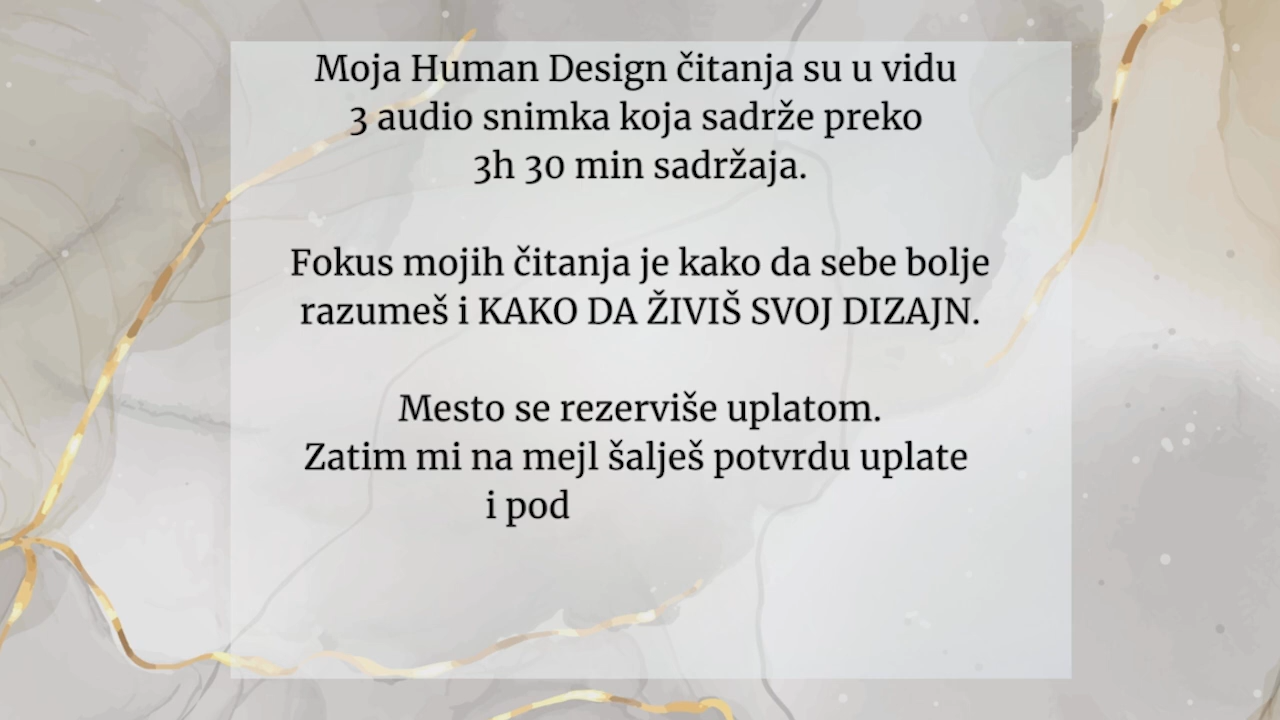 Moja Human Design čitanja su u vidu
3 audio snimka koja sadrže preko
3h 30 min sadržaja.
Fokus mojih čitanja je kako da sebe bolje
razumeš i KAKO DA ŽIVIŠ SVOJ DIZAJN.
Mesto se rezerviše uplatom.
Zatim mi na mejl šalješ potvrdu uplate
i pod